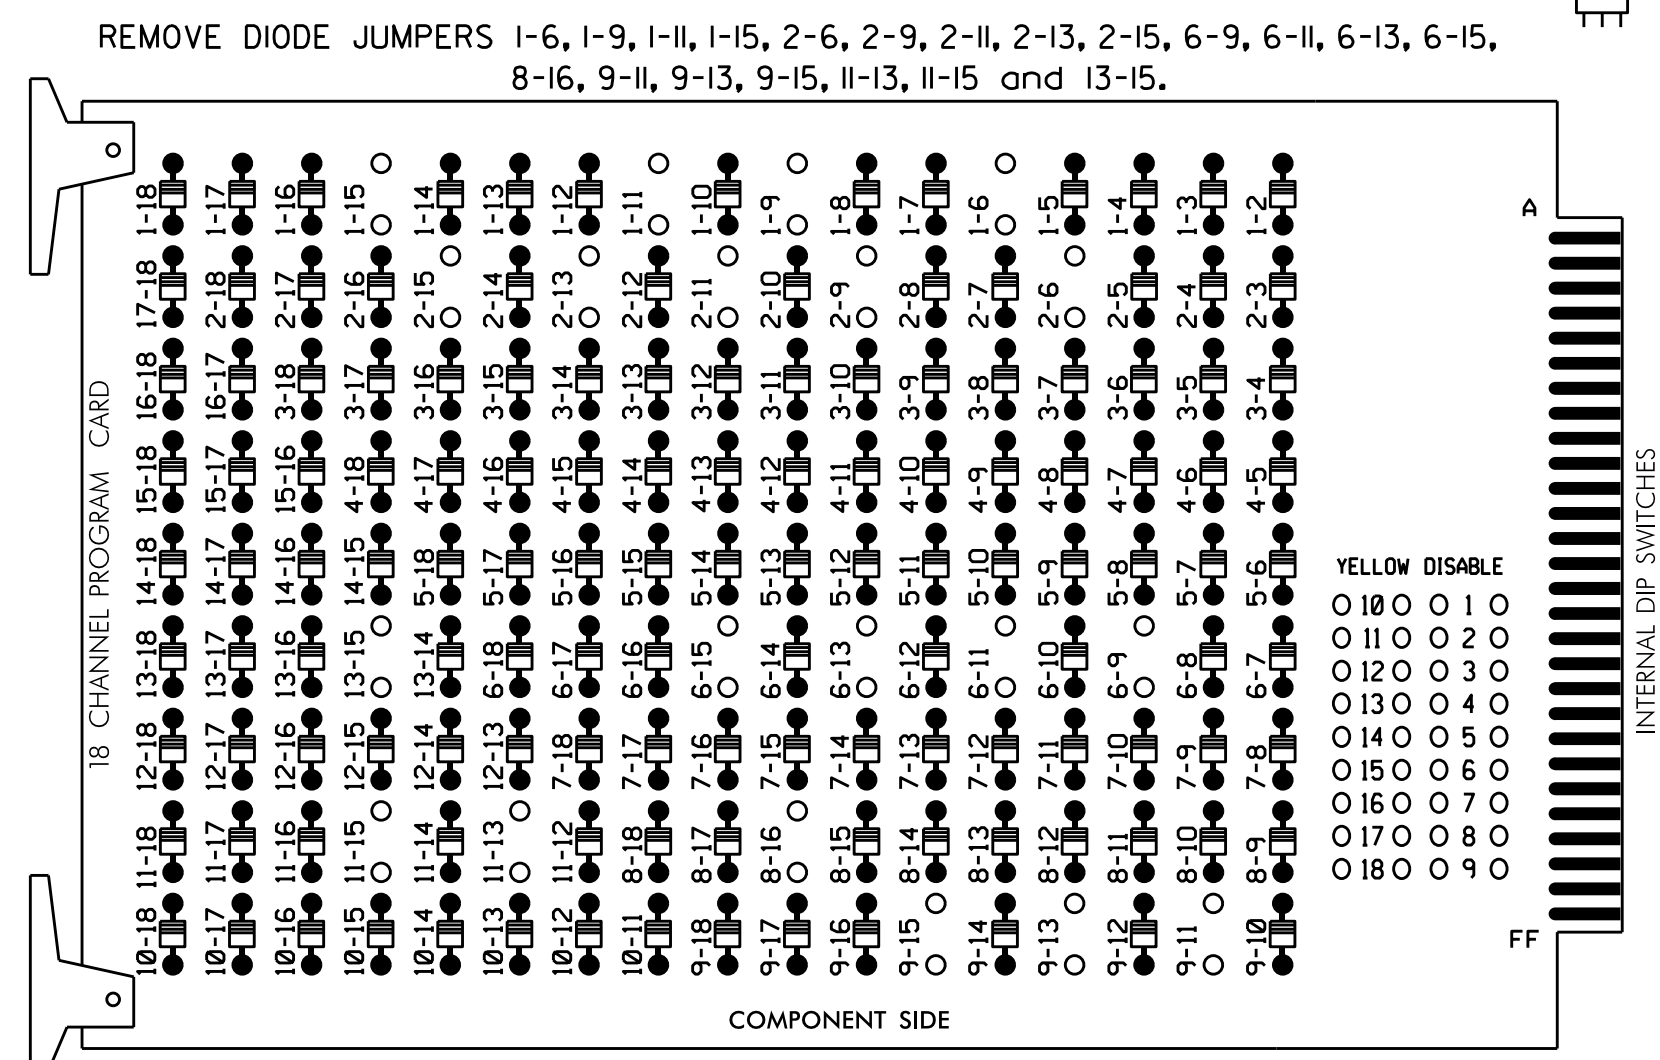 REMOVE DIODE JUMPERS 1-6, 1-9, 1-11, 1-15, 2-6, 2-9, 2-11, 2-13, 2-15, 6-9, 6-11, 6-13, 6-15,
8-16, 9-11, 9-13, 9-15, 11-13, 11-15 and 13-15.
1-18 1-17 1-16 1-15 1-14 1-13 1-12 1-11 1-10 1-9 1-8 1-7 1-6 1-5 1-4 1-3 1-2
A
17-18 2-18 2-17 2-16 2-15 2-14 2-13 2-12 2-11 2-10 2-9 2-8 2-7 2-6 2-5 2-4 2-3
16-18 16-17 3-18 3-17 3-16 3-15 3-14 3-13 3-12 3-11 3-10 3-9 3-8 3-7 3-6 3-5 3-4
15-18 15-17 15-16 4-18 4-17 4-16 4-15 4-14 4-13 4-12 4-11 4-10 4-9 4-8 4-7 4-6 4-5
14-18 14-17 14-16 14-15 5-18 5-17 5-16 5-15 5-14 5-13 5-12 5-11 5-10 5-9 5-8 5-7 5-6
13-18 13-17 13-16 13-15 13-14 6-18 6-17 6-16 6-15 6-14 6-13 6-12 6-11 6-10 6-9 6-8 6-7
12-18 12-17 12-16 12-15 12-14 12-13 7-18 7-17 7-16 7-15 7-14 7-13 7-12 7-11 7-10 7-9 7-8
11-18 11-17 11-16 11-15 11-14 11-13 11-12 8-18 8-17 8-16 8-15 8-14 8-13 8-12 8-11 8-10 8-9
10-18 10-17 10-16 10-15 10-14 10-13 10-12 10-11 9-18 9-17 9-16 9-15 9-14 9-13 9-12 9-11 9-10
18 CHANNEL PROGRAM CARD
YELLOW DISABLE
10 1
11 2
12 3
13 4
14 5
15 6
16 7
17 8
18 9
FF
INTERNAL DIP SWITCHES
COMPONENT SIDE